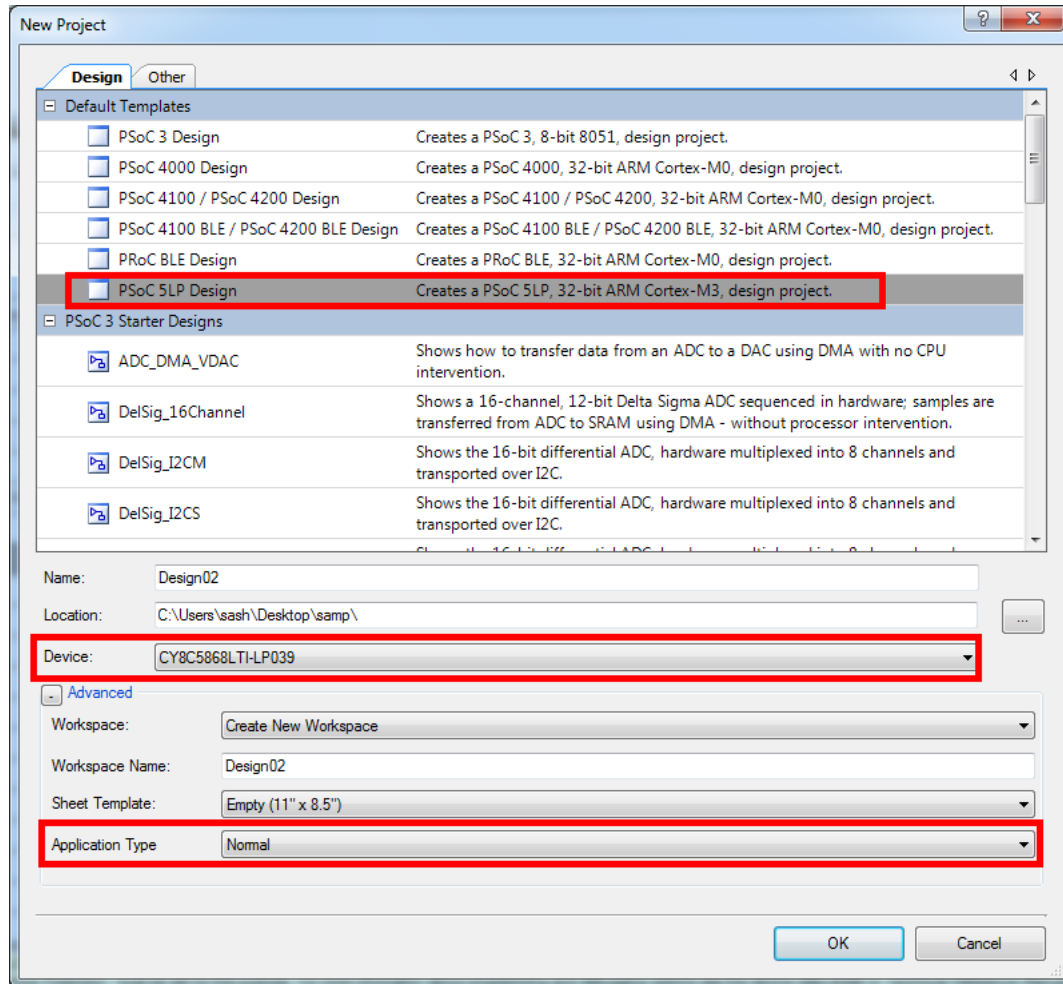 New Project
Design Other
Default Templates
PSoC 3 Design Creates a PSoC 3, 8-bit 8051, design project.
PSoC 4000 Design Creates a PSoC 4000, 32-bit ARM Cortex-M0, design project.
PSoC 4100 / PSoC 4200 Design Creates a PSoC 4100 / PSoC 4200, 32-bit ARM Cortex-M0, design project.
PSoC 4100 BLE / PSoC 4200 BLE Design Creates a PSoC 4100 BLE / PSoC 4200 BLE, 32-bit ARM Cortex-M0, design project.
PRoC BLE Design Creates a PRoC BLE, 32-bit ARM Cortex-M0, design project.
PSoC 5LP Design Creates a PSoC 5LP, 32-bit ARM Cortex-M3, design project.
PSoC 3 Starter Designs
ADC_DMA_VDAC Shows how to transfer data from an ADC to a DAC using DMA with no CPU
intervention.
DelSig_16Channel Shows a 16-channel, 12-bit Delta Sigma ADC sequenced in hardware; samples are
transferred from ADC to SRAM using DMA - without processor intervention.
DelSig_I2CM Shows the 16-bit differential ADC, hardware multiplexed into 8 channels and
transported over I2C.
DelSig_I2CS Shows the 16-bit differential ADC, hardware multiplexed into 8 channels and
transported over I2C.
Name: Design02
Location: C:\Users\sash\Desktop\samp\ ...
Device: CY8C5868LTI-LP039
Advanced
Workspace: Create New Workspace
Workspace Name: Design02
Sheet Template: Empty (11" x 8.5")
Application Type Normal
OK Cancel